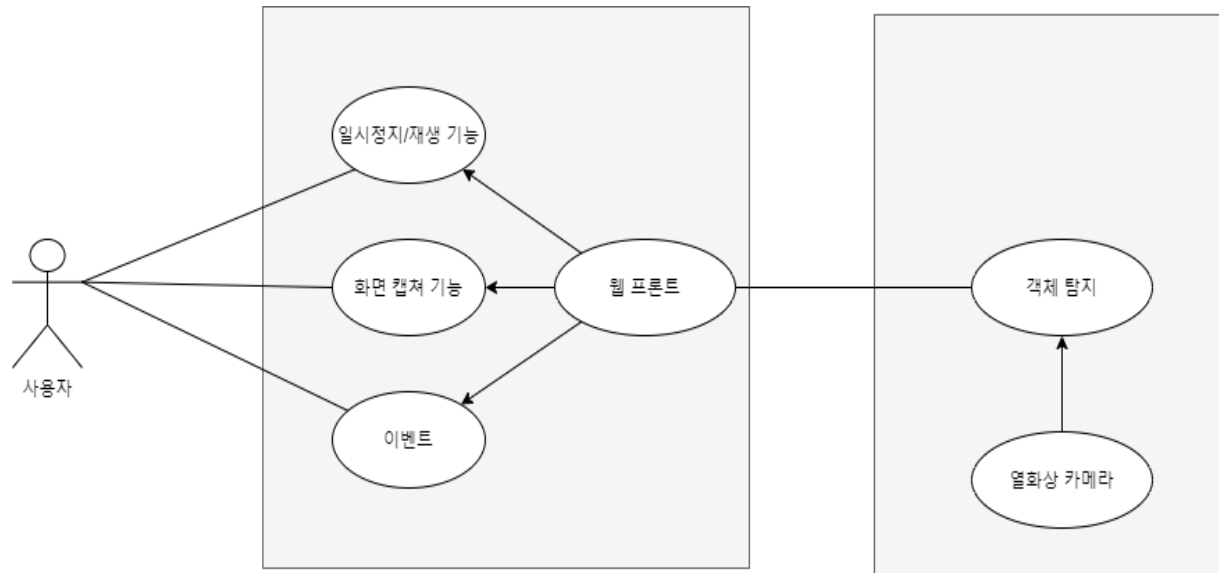 일시정지/재생 기능
화면 캡쳐 기능
웹 프론트
객체 탐지
사용자
이벤트
열화상 카메라